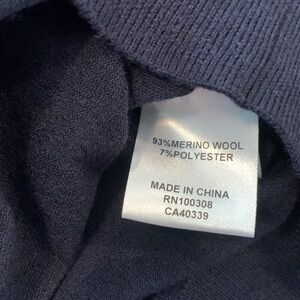 93%MERINO WOOL
7%POLYESTER
MADE IN CHINA
RN100308
CA40339